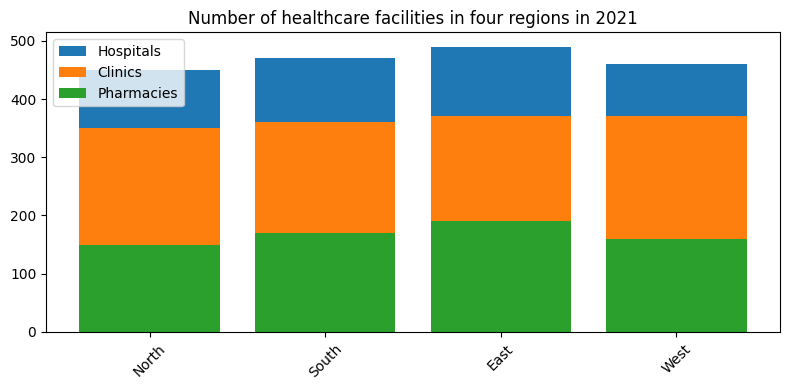 Number of healthcare facilities in four regions in 2021
500
400
300
200
100
0
Hospitals
Clinics
Pharmacies
North
South
East
West